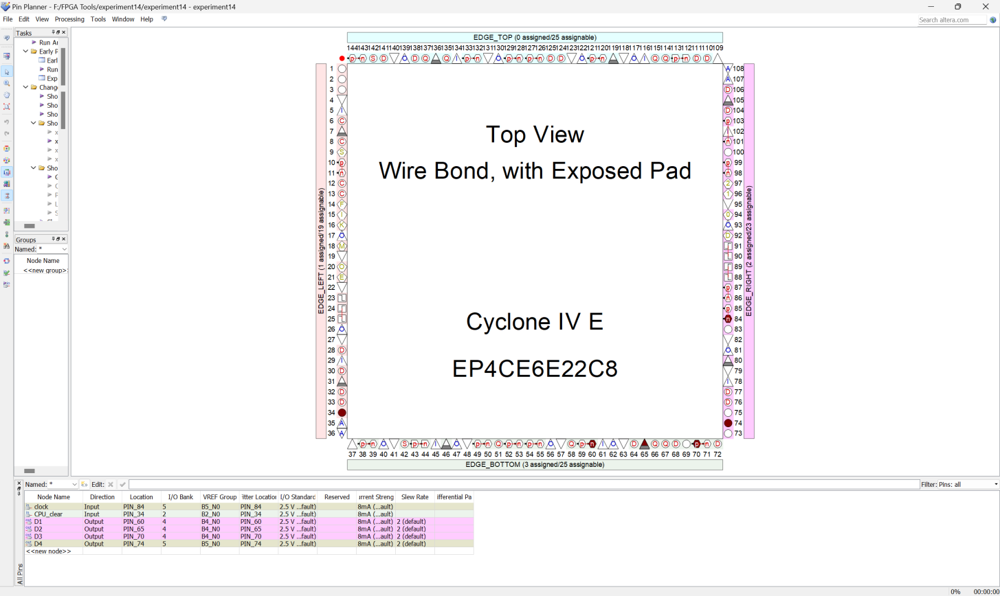 Pin Planner - F:/FPGA Tools/experiment14/experiment14 - experiment14
File Edit View Processing Tools Window Help
Search altera.com
Tasks
Run Ar
Early P
Earl
Run
Exp
Chang
Sho
Sho
Sho
Sho
x
x
x
x
Sho
Groups
Named: *
Node Name
<<new group>>
EDGE_TOP (0 assigned/25 assignable)
144 143 142 141 140 139 138 137 136 135 134 133 132 131 130 129 128 127 126 125 124 123 122 121 120 119 118 117 116 115 114 113 112 111 110 109
EDGE_LEFT (1 assigned/19 assignable)
1
2
3
4
5
6
7
8
9
10
11
12
13
14
15
16
17
18
19
20
21
22
23
24
25
26
27
28
29
30
31
32
33
34
35
36
Top View
Wire Bond, with Exposed Pad
Cyclone IV E
EP4CE6E22C8
108
107
106
105
104
103
102
101
100
99
98
97
96
95
94
93
92
91
90
89
88
87
86
85
84
83
82
81
80
79
78
77
76
75
74
73
EDGE_RIGHT (2 assigned/23 assignable)
37 38 39 40 41 42 43 44 45 46 47 48 49 50 51 52 53 54 55 56 57 58 59 60 61 62 63 64 65 66 67 68 69 70 71 72
EDGE_BOTTOM (3 assigned/25 assignable)
Named: * Edit: Filter: Pins: all
Node Name Direction Location I/O Bank VREF Group itter Location I/O Standard Reserved urrent Streng Slew Rate ifferential Pa
clock Input PIN_84 5 B5_N0 PIN_84 2.5 V ...fault) 8mA (...ault)
CPU_clear Input PIN_34 2 B2_N0 PIN_34 2.5 V ...fault) 8mA (...ault)
D1 Output PIN_60 4 B4_N0 PIN_60 2.5 V ...fault) 8mA (...ault) 2 (default)
D2 Output PIN_65 4 B4_N0 PIN_65 2.5 V ...fault) 8mA (...ault) 2 (default)
D3 Output PIN_70 4 B4_N0 PIN_70 2.5 V ...fault) 8mA (...ault) 2 (default)
D4 Output PIN_74 5 B5_N0 PIN_74 2.5 V ...fault) 8mA (...ault) 2 (default)
<<new node>>
All Pins
0% 00:00:00